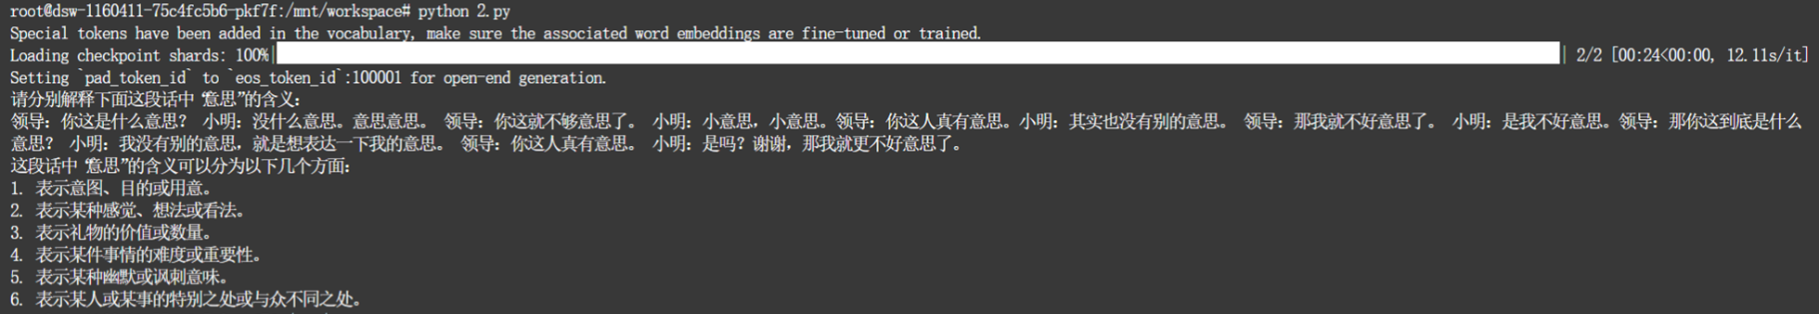 root@dsw-1160411-75c4fc5b6-pkf7f:/mnt/workspace# python 2.py
Special tokens have been added in the vocabulary, make sure the associated word embeddings are fine-tuned or trained.
Loading checkpoint shards: 100%| | 2/2 [00:24<00:00, 12.11s/it]
Setting `pad_token_id` to `eos_token_id`:100001 for open-end generation.
请分别解释下面这段话中“意思”的含义：
领导：你这是什么意思？ 小明：没什么意思。意思意思。 领导：你这就不够意思了。 小明：小意思，小意思。领导：你这人真有意思。小明：其实也没有别的意思。 领导：那我就不好意思了。 小明：是我不好意思。领导：那你这到底是什么
意思？ 小明：我没有别的意思，就是想表达一下我的意思。 领导：你这人真有意思。 小明：是吗？谢谢，那我就更不好意思了。
这段话中“意思”的含义可以分为以下几个方面：
1. 表示意图、目的或用意。
2. 表示某种感觉、想法或看法。
3. 表示礼物的价值或数量。
4. 表示某件事情的难度或重要性。
5. 表示某种幽默或讽刺意味。
6. 表示某人或某事的特别之处或与众不同之处。